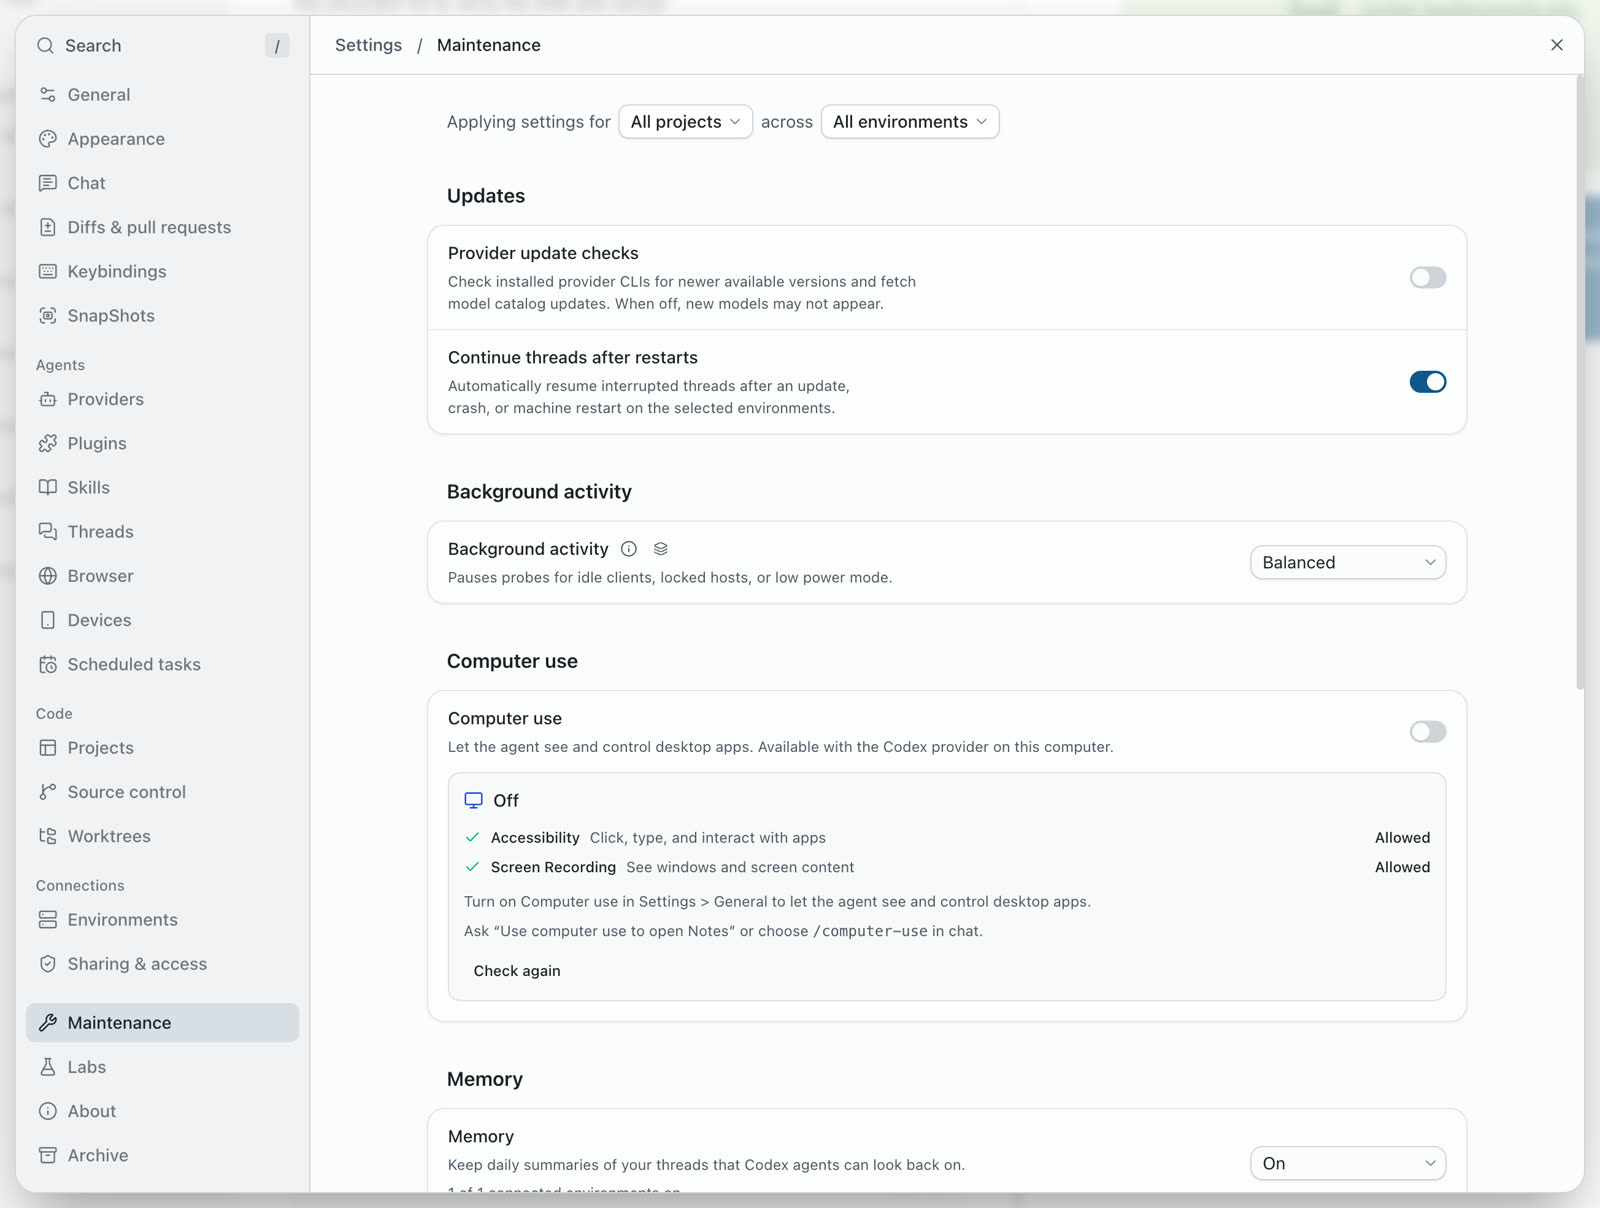 Search
/
General
Appearance
Chat
Diffs & pull requests
Keybindings
SnapShots
Agents
Providers
Plugins
Skills
Threads
Browser
Devices
Scheduled tasks
Code
Projects
Source control
Worktrees
Connections
Environments
Sharing & access
Maintenance
Labs
About
Archive
Settings / Maintenance
Applying settings for All projects across All environments
Updates
Provider update checks
Check installed provider CLIs for newer available versions and fetch
model catalog updates. When off, new models may not appear.
Continue threads after restarts
Automatically resume interrupted threads after an update,
crash, or machine restart on the selected environments.
Background activity
Background activity
Pauses probes for idle clients, locked hosts, or low power mode.
Balanced
Computer use
Computer use
Let the agent see and control desktop apps. Available with the Codex provider on this computer.
Off
Accessibility Click, type, and interact with apps Allowed
Screen Recording See windows and screen content Allowed
Turn on Computer use in Settings > General to let the agent see and control desktop apps.
Ask “Use computer use to open Notes” or choose /computer-use in chat.
Check again
Memory
Memory
Keep daily summaries of your threads that Codex agents can look back on.
On
1 of 1 connected environments on